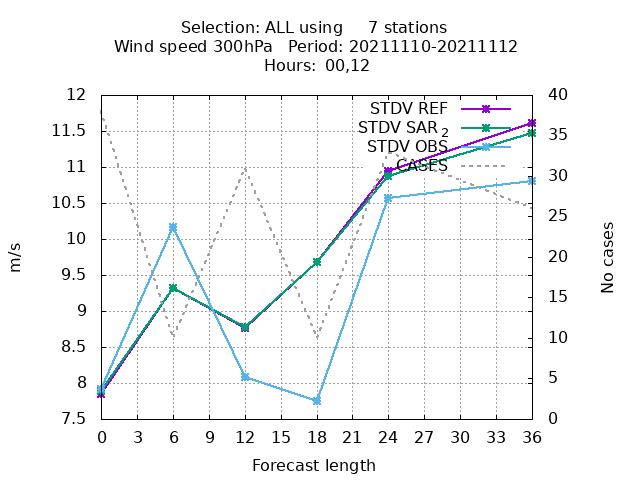 Selection: ALL using 7 stations
Wind speed 300hPa Period: 20211110-20211112
Hours: 00,12
STDV REF
STDV SAR 2
STDV OBS
CASES
12
11.5
11
10.5
10
9.5
9
8.5
8
7.5
m/s
40
35
30
25
20
15
10
5
0
No cases
0 3 6 9 12 15 18 21 24 27 30 33 36
Forecast length